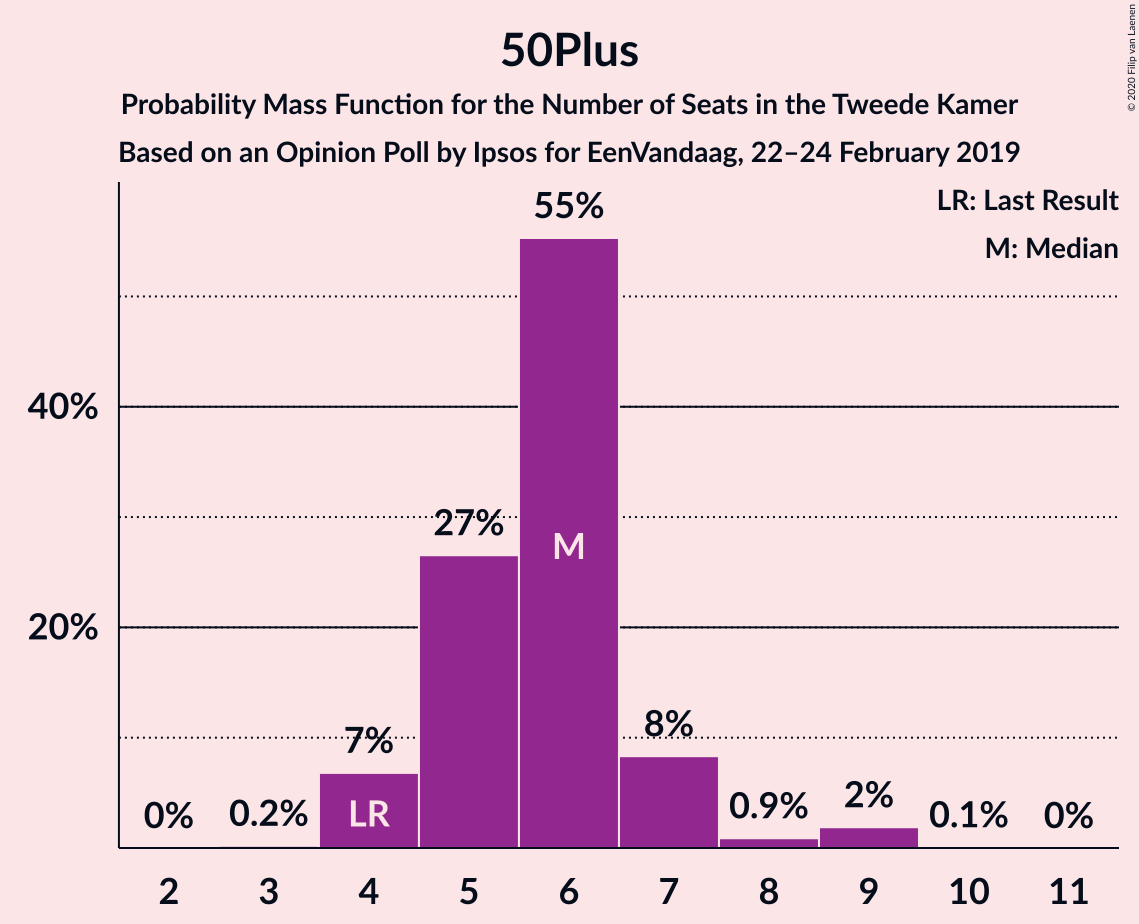 50Plus
Probability Mass Function for the Number of Seats in the Tweede Kamer
Based on an Opinion Poll by Ipsos for EenVandaag, 22–24 February 2019
© 2020 Filip van Laenen
LR: Last Result
M: Median
55%
40%
27%
M
20%
7%
8%
0%
0.2%
LR
0.9%
2%
0.1%
0%
2 3 4 5 6 7 8 9 10 11